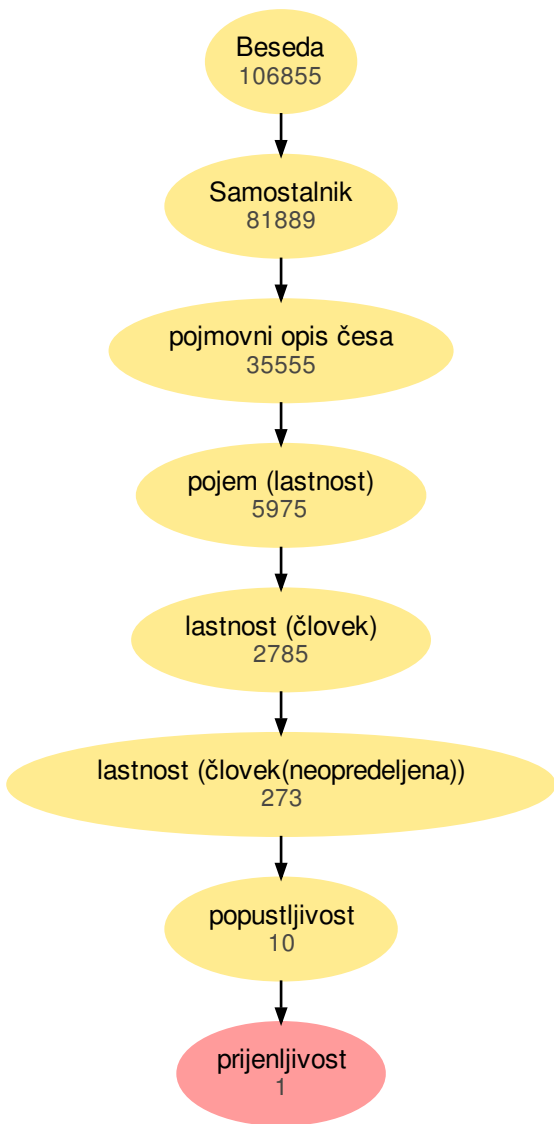 Beseda
106855
Samostalnik
81889
pojmovni opis česa
35555
pojem (lastnost)
5975
lastnost (človek)
2785
lastnost (človek(neopredeljena))
273
popustljivost
10
prijenljivost
1